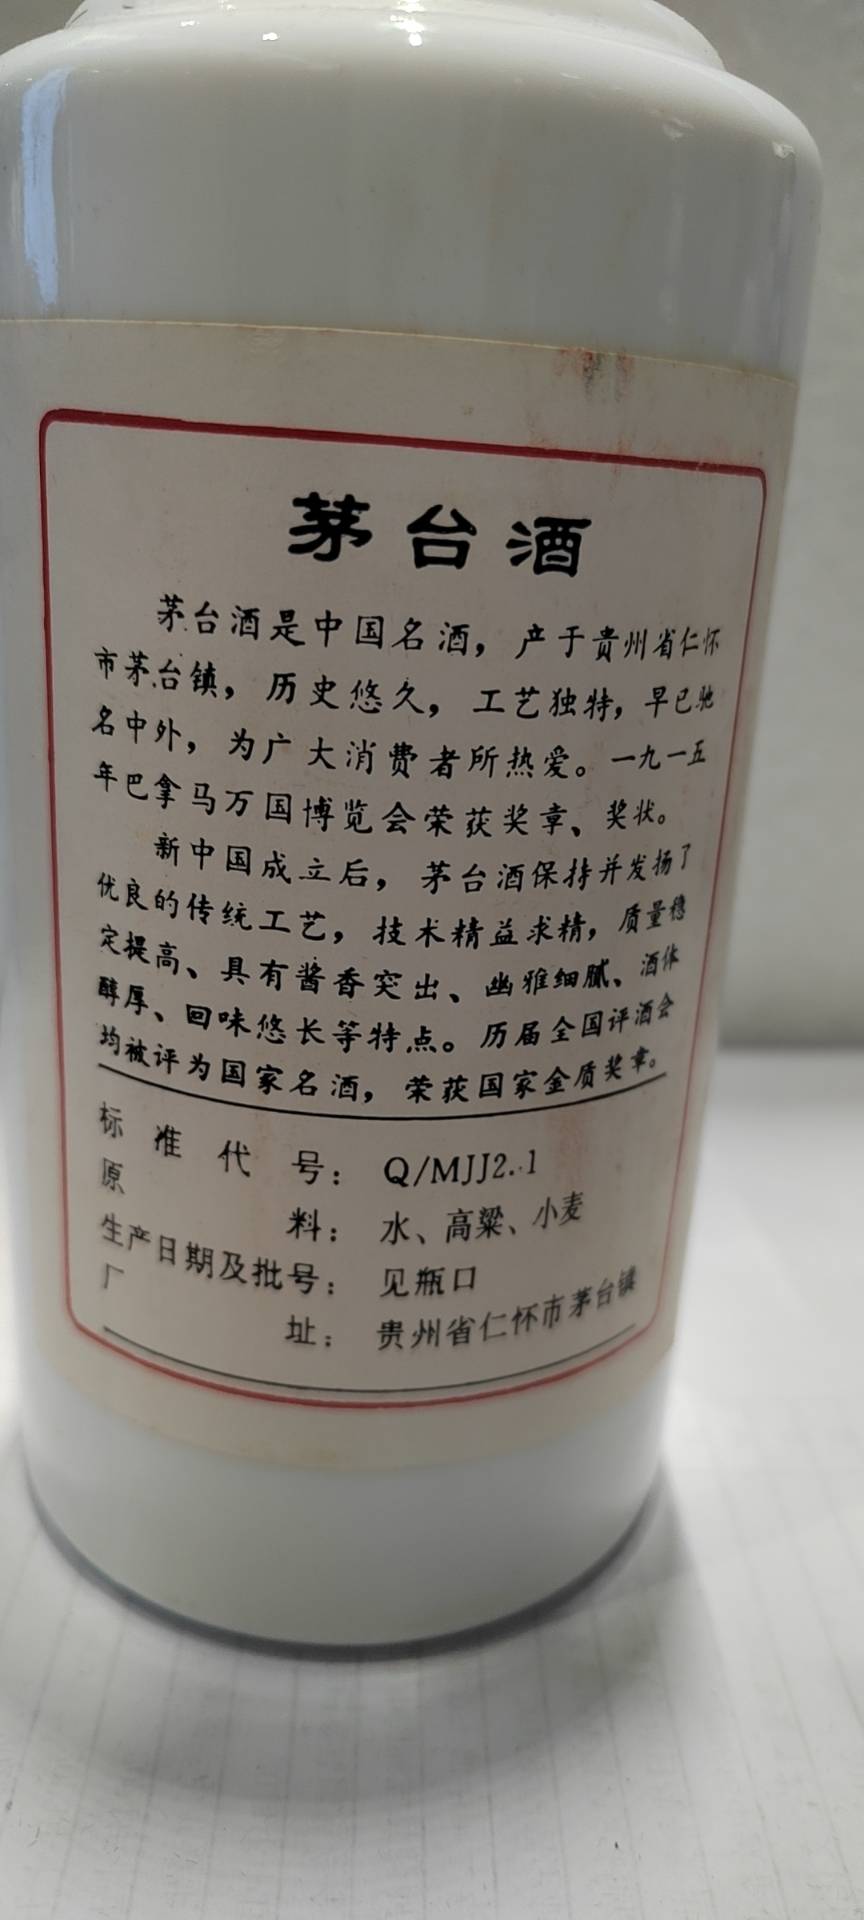 茅台酒
茅台酒是中国名酒，产于贵州省仁怀
市茅台镇，历史悠久，工艺独特，早已驰
名中外，为广大消费者所热爱。一九一五
年巴拿马万国博览会荣获奖章、奖状。
新中国成立后，茅台酒保持并发扬了
优良的传统工艺，技术精益求精，质量稳
定提高、具有酱香突出、幽雅细腻、酒体
醇厚、回味悠长等特点。历届全国评酒会
均被评为国家名酒，荣获国家金质奖章。
标准代号：Q/MJJ2.1
原料：水、高粱、小麦
生产日期及批号：见瓶口
厂址：贵州省仁怀市茅台镇